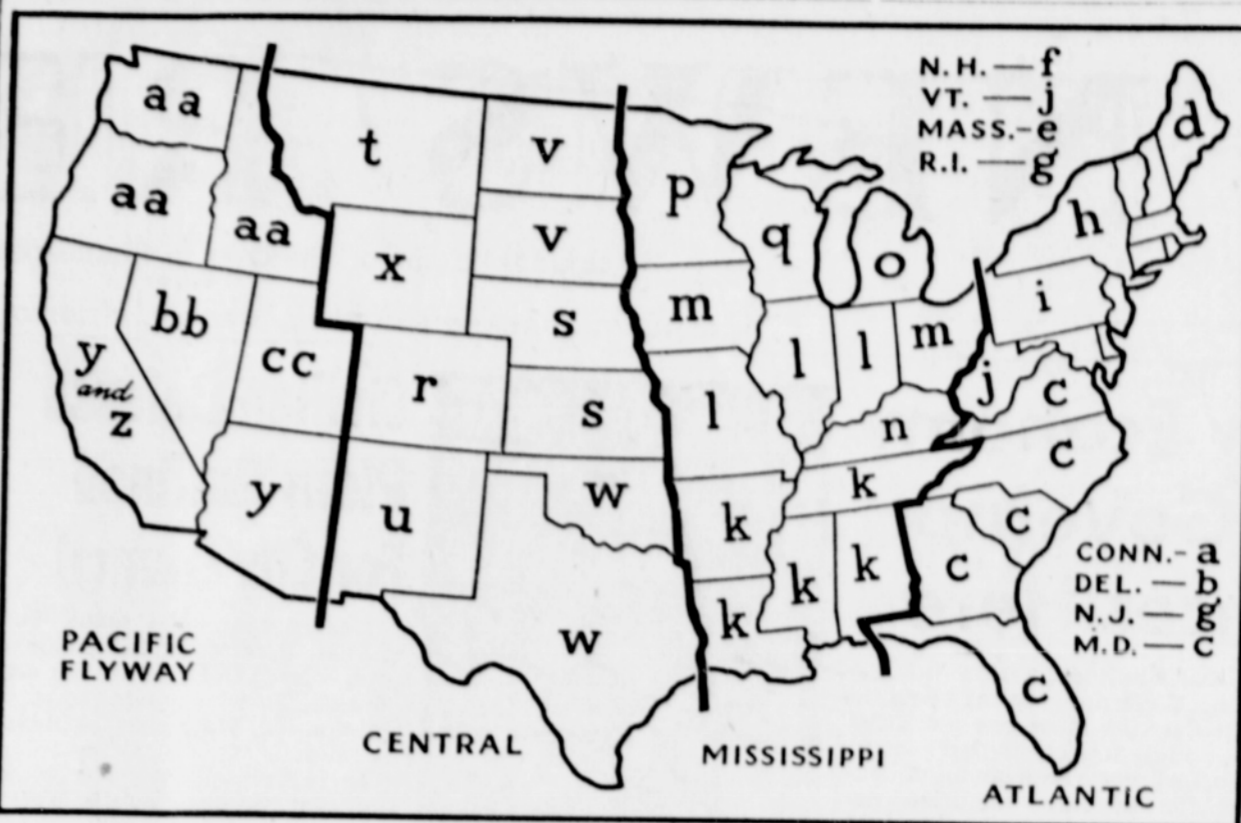 N. H. — f
VT. — j
MASS.- e
R.I. — g
d
aa
t
v
p
aa
aa
v
q
o
h
x
i
bb
s
m
m
y
and
z
cc
r
l
l
j
c
s
l
n
c
y
u
w
k
k
c
k
k
c
w
k
c
CONN.- a
DEL. — b
N.J. — g
M.D. — c
PACIFIC
FLYWAY
CENTRAL
MISSISSIPPI
ATLANTIC